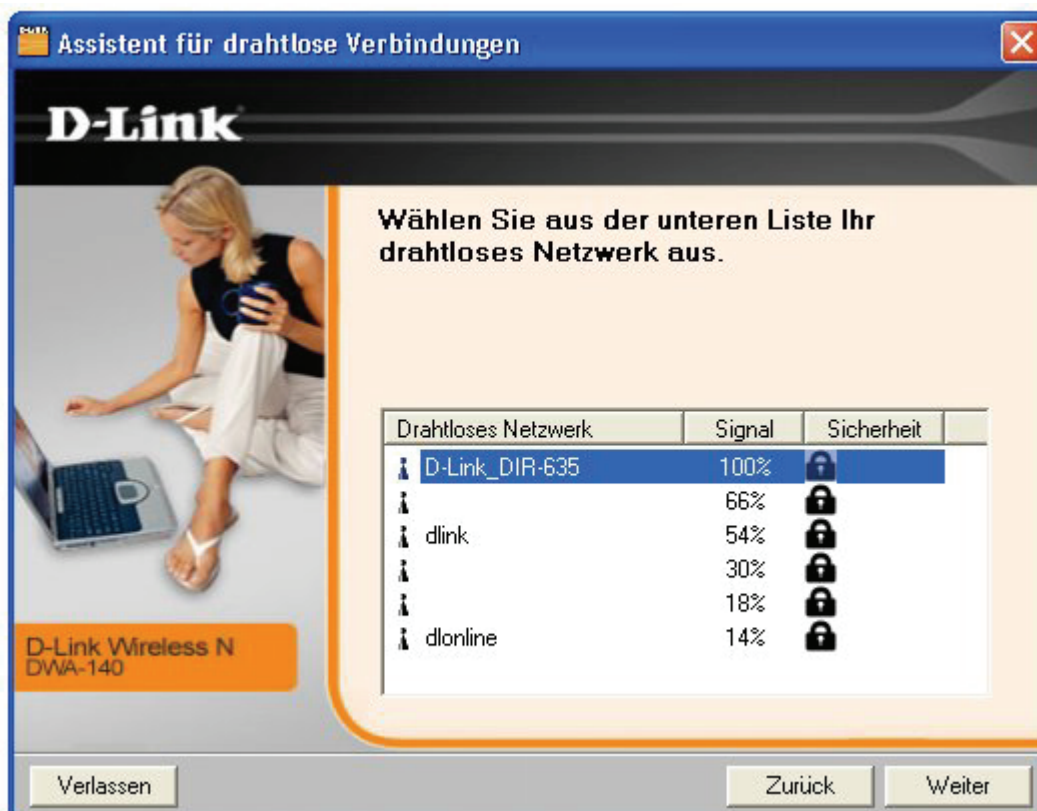 Assistent für drahtlose Verbindungen
D-Link
Wählen Sie aus der unteren Liste Ihr
drahtloses Netzwerk aus.
Drahtloses Netzwerk Signal Sicherheit
D-Link_DIR-635 100%
66%
dlink 54%
30%
18%
dlonline 14%
D-Link Wireless N
DWA-140
Verlassen Zurück Weiter